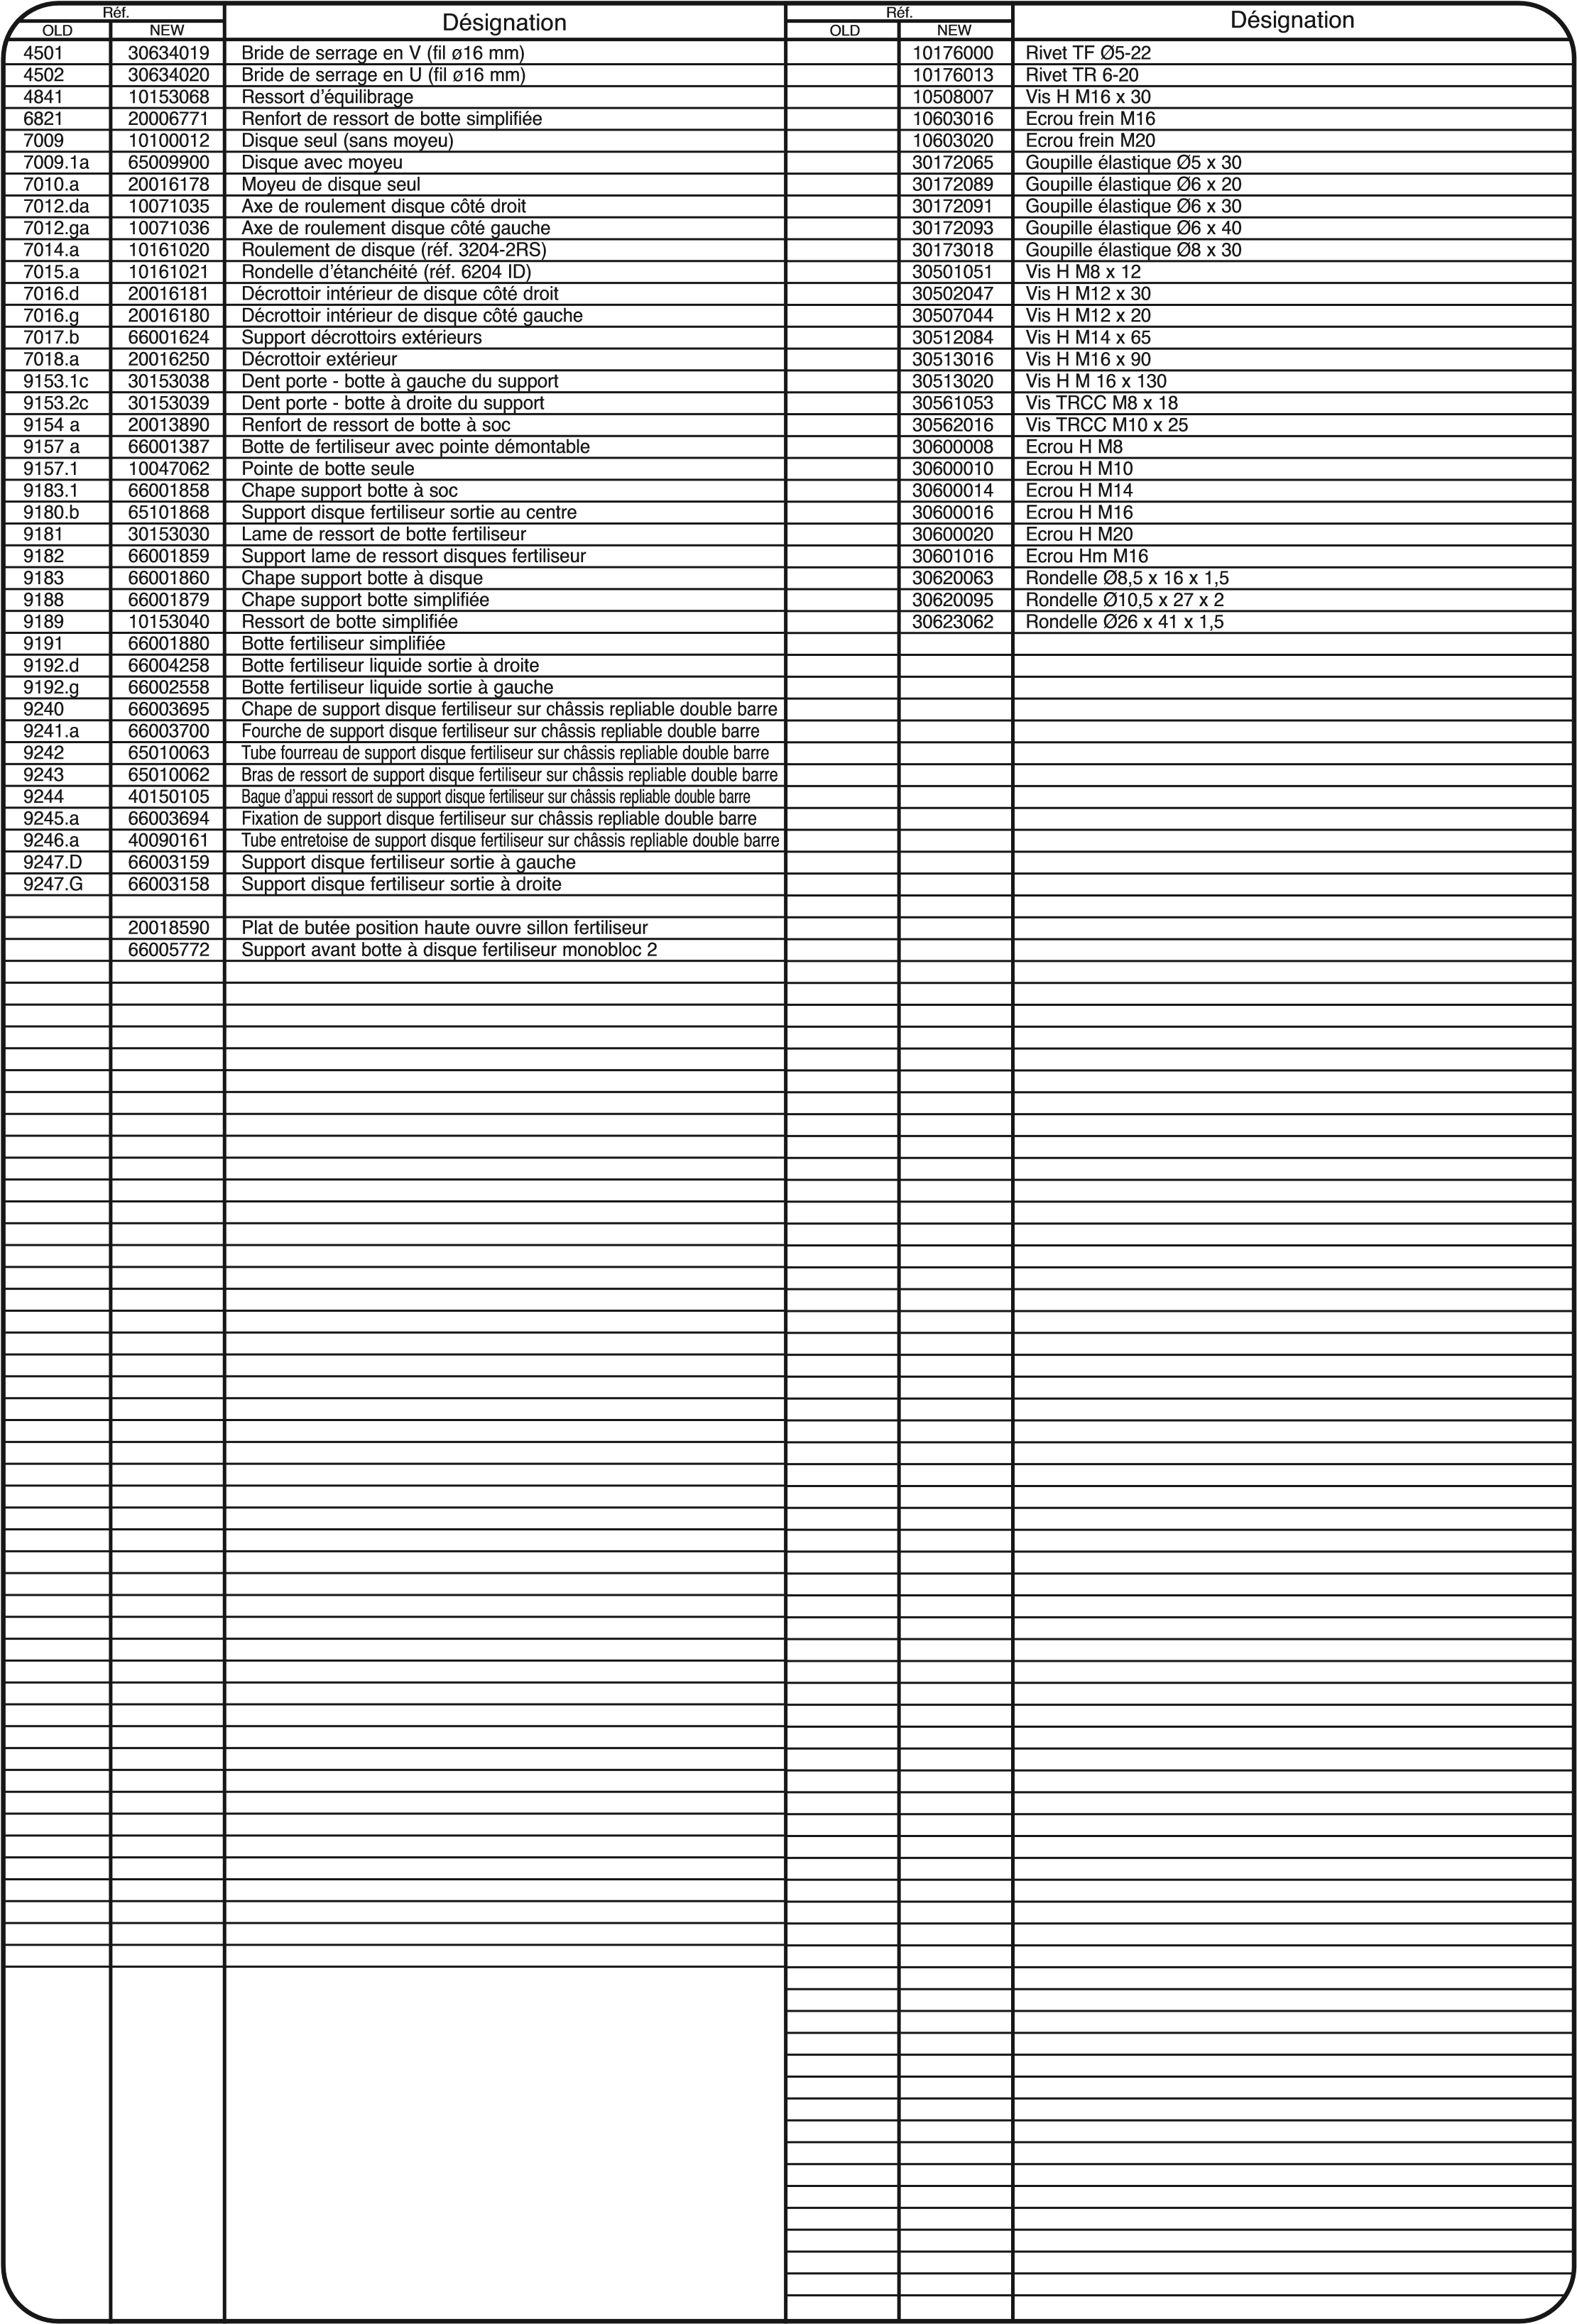 Réf. Désignation
OLD NEW
4501 30634019 Bride de serrage en V (fil ø16 mm)
4502 30634020 Bride de serrage en U (fil ø16 mm)
4841 10153068 Ressort d’équilibrage
6821 20006771 Renfort de ressort de botte simplifiée
7009 10100012 Disque seul (sans moyeu)
7009.1a 65009900 Disque avec moyeu
7010.a 20016178 Moyeu de disque seul
7012.da 10071035 Axe de roulement disque côté droit
7012.ga 10071036 Axe de roulement disque côté gauche
7014.a 10161020 Roulement de disque (réf. 3204-2RS)
7015.a 10161021 Rondelle d’étanchéité (réf. 6204 ID)
7016.d 20016181 Décrottoir intérieur de disque côté droit
7016.g 20016180 Décrottoir intérieur de disque côté gauche
7017.b 66001624 Support décrottoirs extérieurs
7018.a 20016250 Décrottoir extérieur
9153.1c 30153038 Dent porte - botte à gauche du support
9153.2c 30153039 Dent porte - botte à droite du support
9154 a 20013890 Renfort de ressort de botte à soc
9157 a 66001387 Botte de fertiliseur avec pointe démontable
9157.1 10047062 Pointe de botte seule
9183.1 66001858 Chape support botte à soc
9180.b 65101868 Support disque fertiliseur sortie au centre
9181 30153030 Lame de ressort de botte fertiliseur
9182 66001859 Support lame de ressort disques fertiliseur
9183 66001860 Chape support botte à disque
9188 66001879 Chape support botte simplifiée
9189 10153040 Ressort de botte simplifiée
9191 66001880 Botte fertiliseur simplifiée
9192.d 66004258 Botte fertiliseur liquide sortie à droite
9192.g 66002558 Botte fertiliseur liquide sortie à gauche
9240 66003695 Chape de support disque fertiliseur sur châssis repliable double barre
9241.a 66003700 Fourche de support disque fertiliseur sur châssis repliable double barre
9242 65010063 Tube fourreau de support disque fertiliseur sur châssis repliable double barre
9243 65010062 Bras de ressort de support disque fertiliseur sur châssis repliable double barre
9244 40150105 Bague d’appui ressort de support disque fertiliseur sur châssis repliable double barre
9245.a 66003694 Fixation de support disque fertiliseur sur châssis repliable double barre
9246.a 40090161 Tube entretoise de support disque fertiliseur sur châssis repliable double barre
9247.D 66003159 Support disque fertiliseur sortie à gauche
9247.G 66003158 Support disque fertiliseur sortie à droite
20018590 Plat de butée position haute ouvre sillon fertiliseur
66005772 Support avant botte à disque fertiliseur monobloc 2
Réf. Désignation
OLD NEW
10176000 Rivet TF Ø5-22
10176013 Rivet TR 6-20
10508007 Vis H M16 x 30
10603016 Ecrou frein M16
10603020 Ecrou frein M20
30172065 Goupille élastique Ø5 x 30
30172089 Goupille élastique Ø6 x 20
30172091 Goupille élastique Ø6 x 30
30172093 Goupille élastique Ø6 x 40
30173018 Goupille élastique Ø8 x 30
30501051 Vis H M8 x 12
30502047 Vis H M12 x 30
30507044 Vis H M12 x 20
30512084 Vis H M14 x 65
30513016 Vis H M16 x 90
30513020 Vis H M 16 x 130
30561053 Vis TRCC M8 x 18
30562016 Vis TRCC M10 x 25
30600008 Ecrou H M8
30600010 Ecrou H M10
30600014 Ecrou H M14
30600016 Ecrou H M16
30600020 Ecrou H M20
30601016 Ecrou Hm M16
30620063 Rondelle Ø8,5 x 16 x 1,5
30620095 Rondelle Ø10,5 x 27 x 2
30623062 Rondelle Ø26 x 41 x 1,5